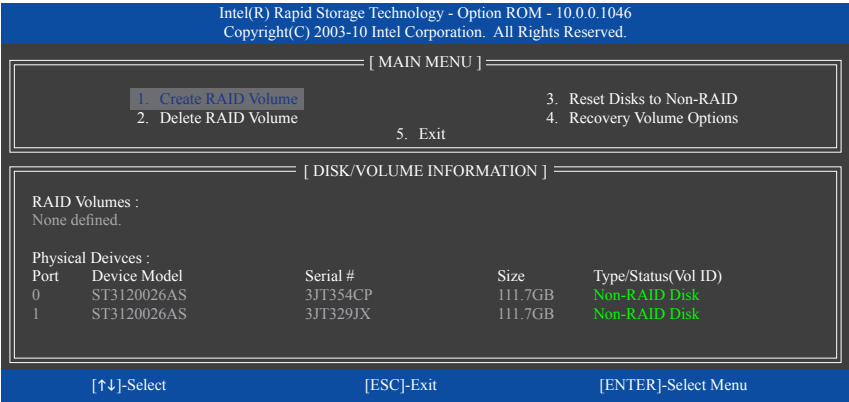 Intel(R) Rapid Storage Technology - Option ROM - 10.0.0.1046
Copyright(C) 2003-10 Intel Corporation. All Rights Reserved.
[ MAIN MENU ]
1. Create RAID Volume 3. Reset Disks to Non-RAID
2. Delete RAID Volume 4. Recovery Volume Options
5. Exit
[ DISK/VOLUME INFORMATION ]
RAID Volumes :
None defined.
Physical Deivces :
Port Device Model Serial # Size Type/Status(Vol ID)
0 ST3120026AS 3JT354CP 111.7GB Non-RAID Disk
1 ST3120026AS 3JT329JX 111.7GB Non-RAID Disk
[↑↓]-Select [ESC]-Exit [ENTER]-Select Menu